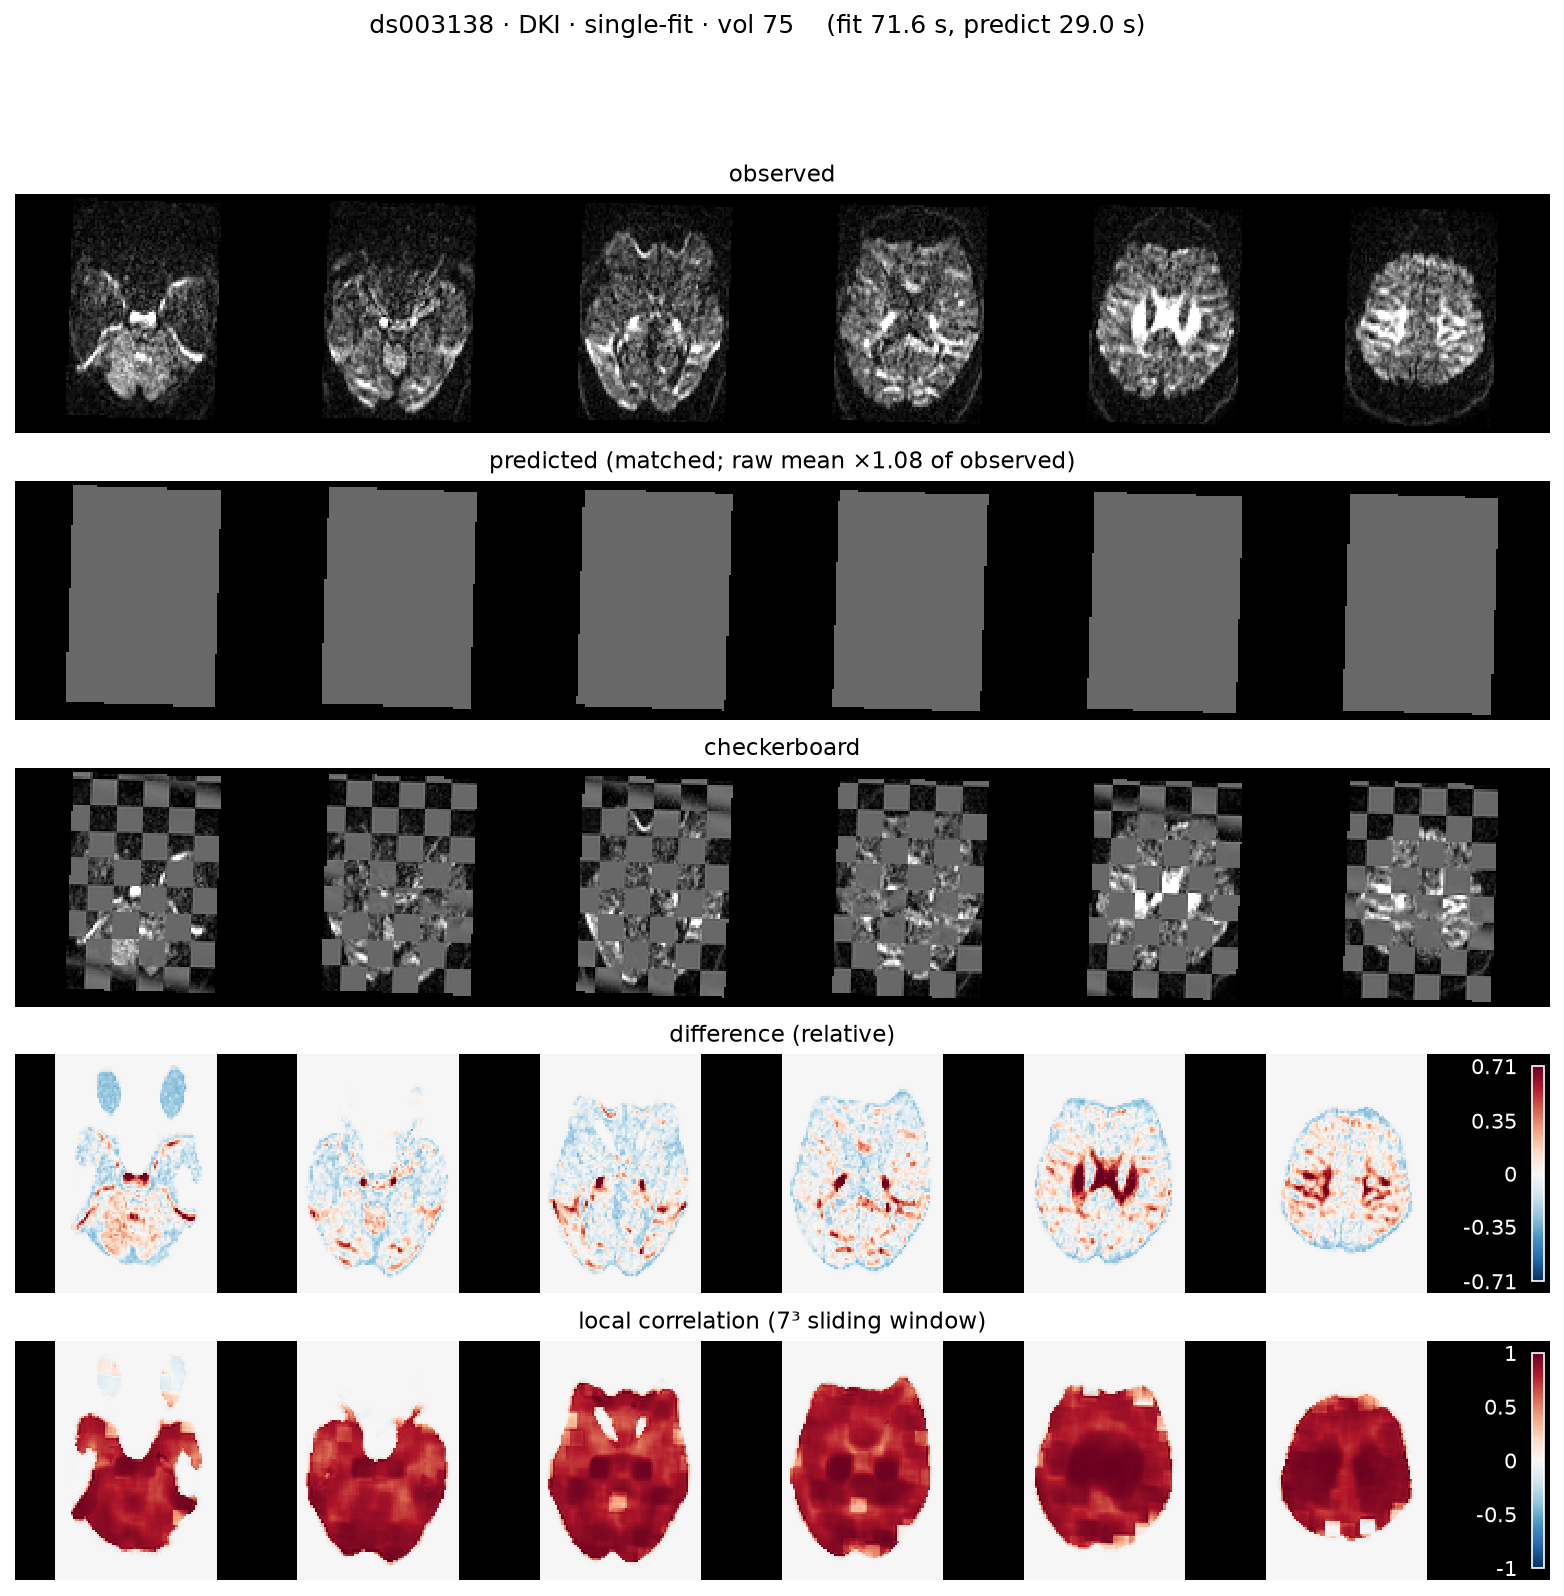 ds003138 · DKI · single-fit · vol 75    (fit 71.6 s, predict 29.0 s)
observed
predicted (matched; raw mean ×1.08 of observed)
checkerboard
difference (relative)
0.71
0.35
0
-0.35
-0.71
local correlation (7³ sliding window)
1
0.5
0
-0.5
-1